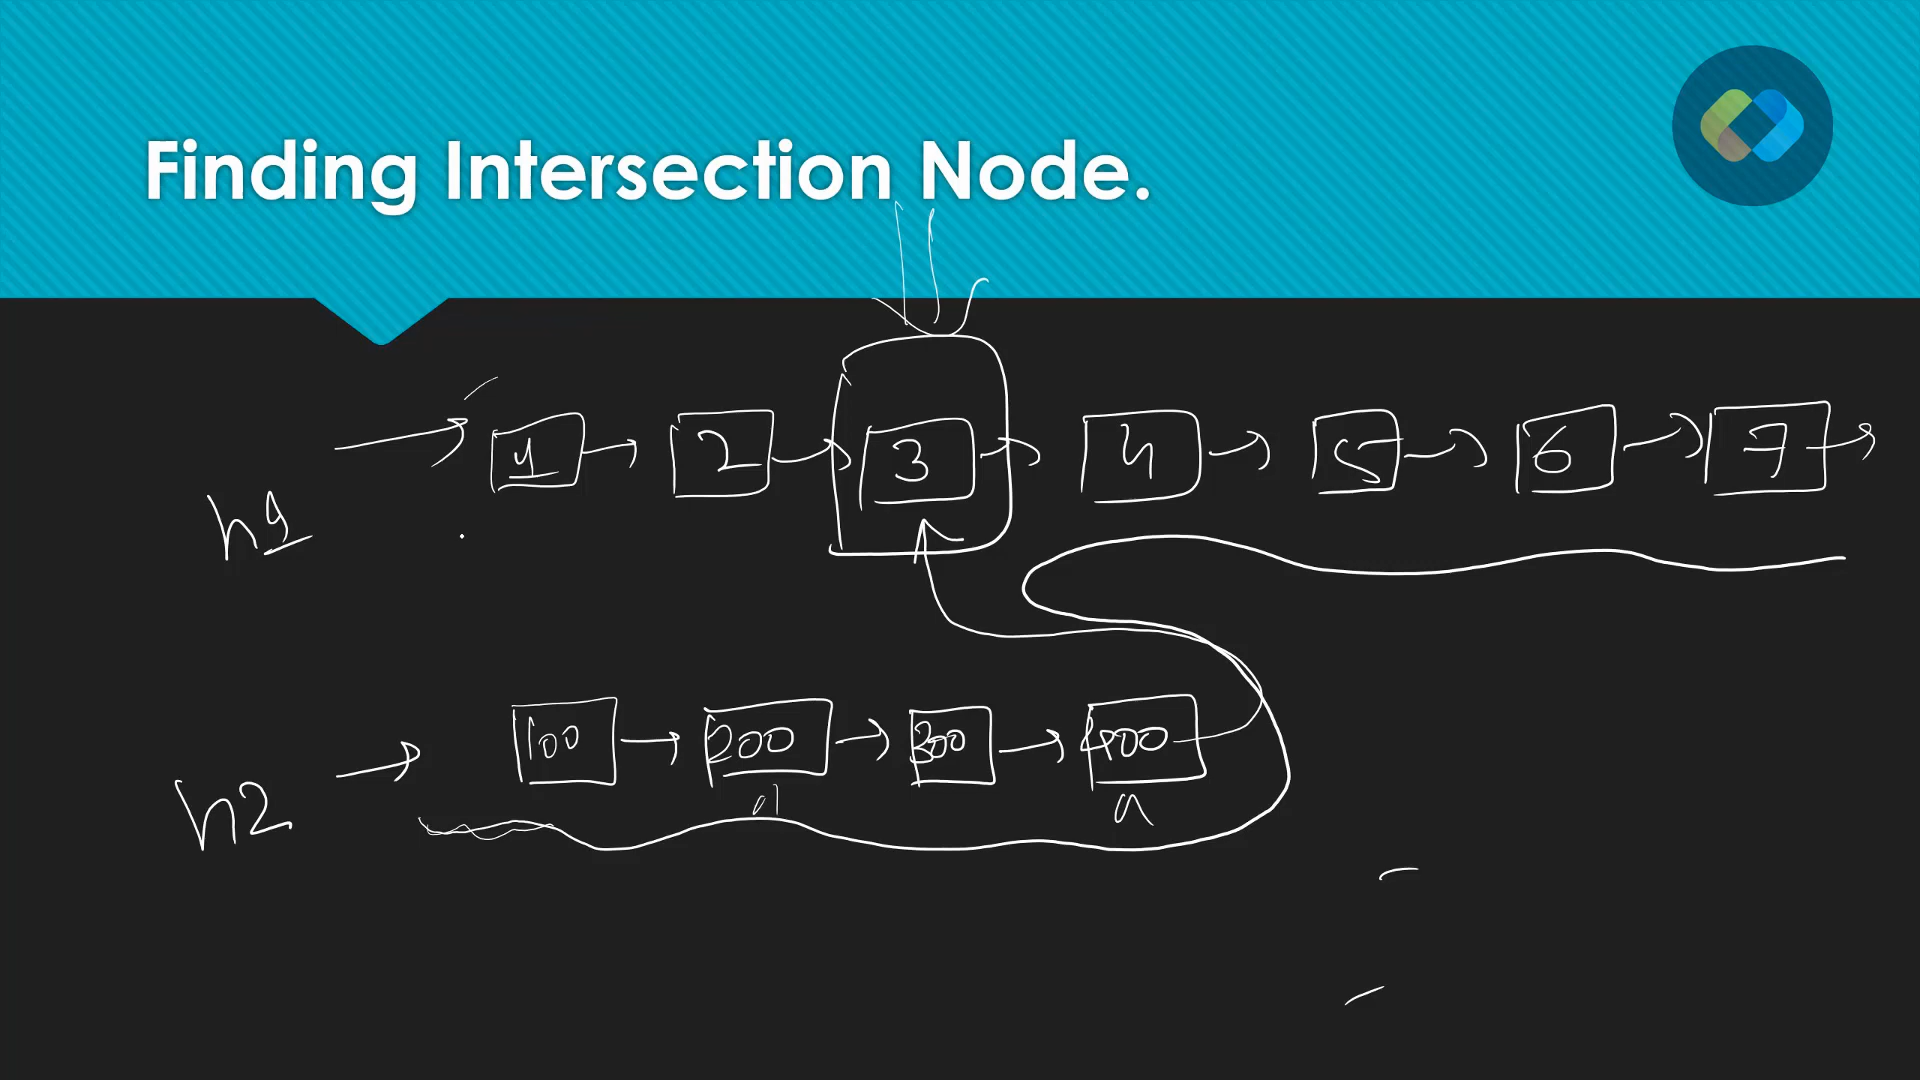 Finding Intersection Node.
1 2 3 4 5 6 7
h1
100 200 300 400
h2